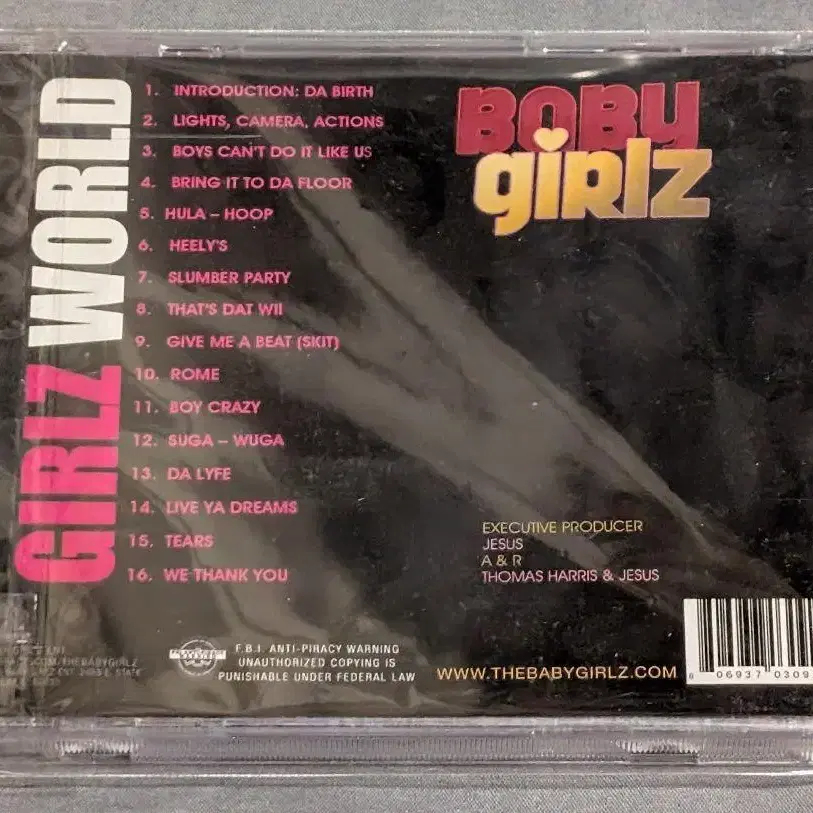 GIRLZ WORLD
1. INTRODUCTION: DA BIRTH
2. LIGHTS, CAMERA, ACTIONS
3. BOYS CAN'T DO IT LIKE US
4. BRING IT TO DA FLOOR
5. HULA – HOOP
6. HEELY'S
7. SLUMBER PARTY
8. THAT'S DAT WII
9. GIVE ME A BEAT (SKIT)
10. ROME
11. BOY CRAZY
12. SUGA – WUGA
13. DA LYFE
14. LIVE YA DREAMS
15. TEARS
16. WE THANK YOU
BOBY
girlz
EXECUTIVE PRODUCER
JESUS
A & R
THOMAS HARRIS & JESUS
F.B.I. ANTI-PIRACY WARNING
UNAUTHORIZED COPYING IS
PUNISHABLE UNDER FEDERAL LAW
WWW.THEBABYGIRLZ.COM
06937 0309